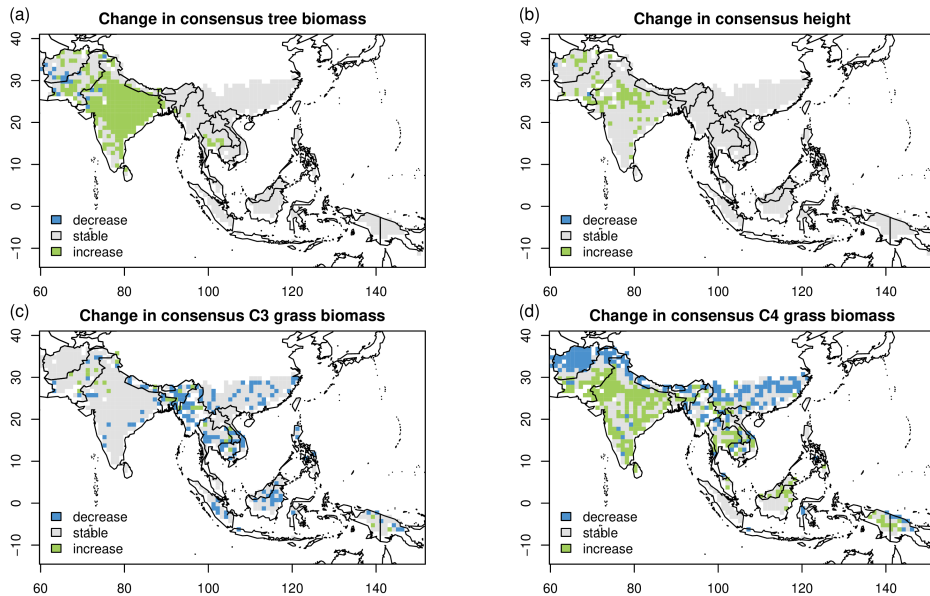 (a)
Change in consensus tree biomass
40
30
20
10
0
−10
decrease
stable
increase
60 80 100 120 140
(b)
Change in consensus height
40
30
20
10
0
−10
decrease
stable
increase
60 80 100 120 140
(c)
Change in consensus C3 grass biomass
40
30
20
10
0
−10
decrease
stable
increase
60 80 100 120 140
(d)
Change in consensus C4 grass biomass
40
30
20
10
0
−10
decrease
stable
increase
60 80 100 120 140